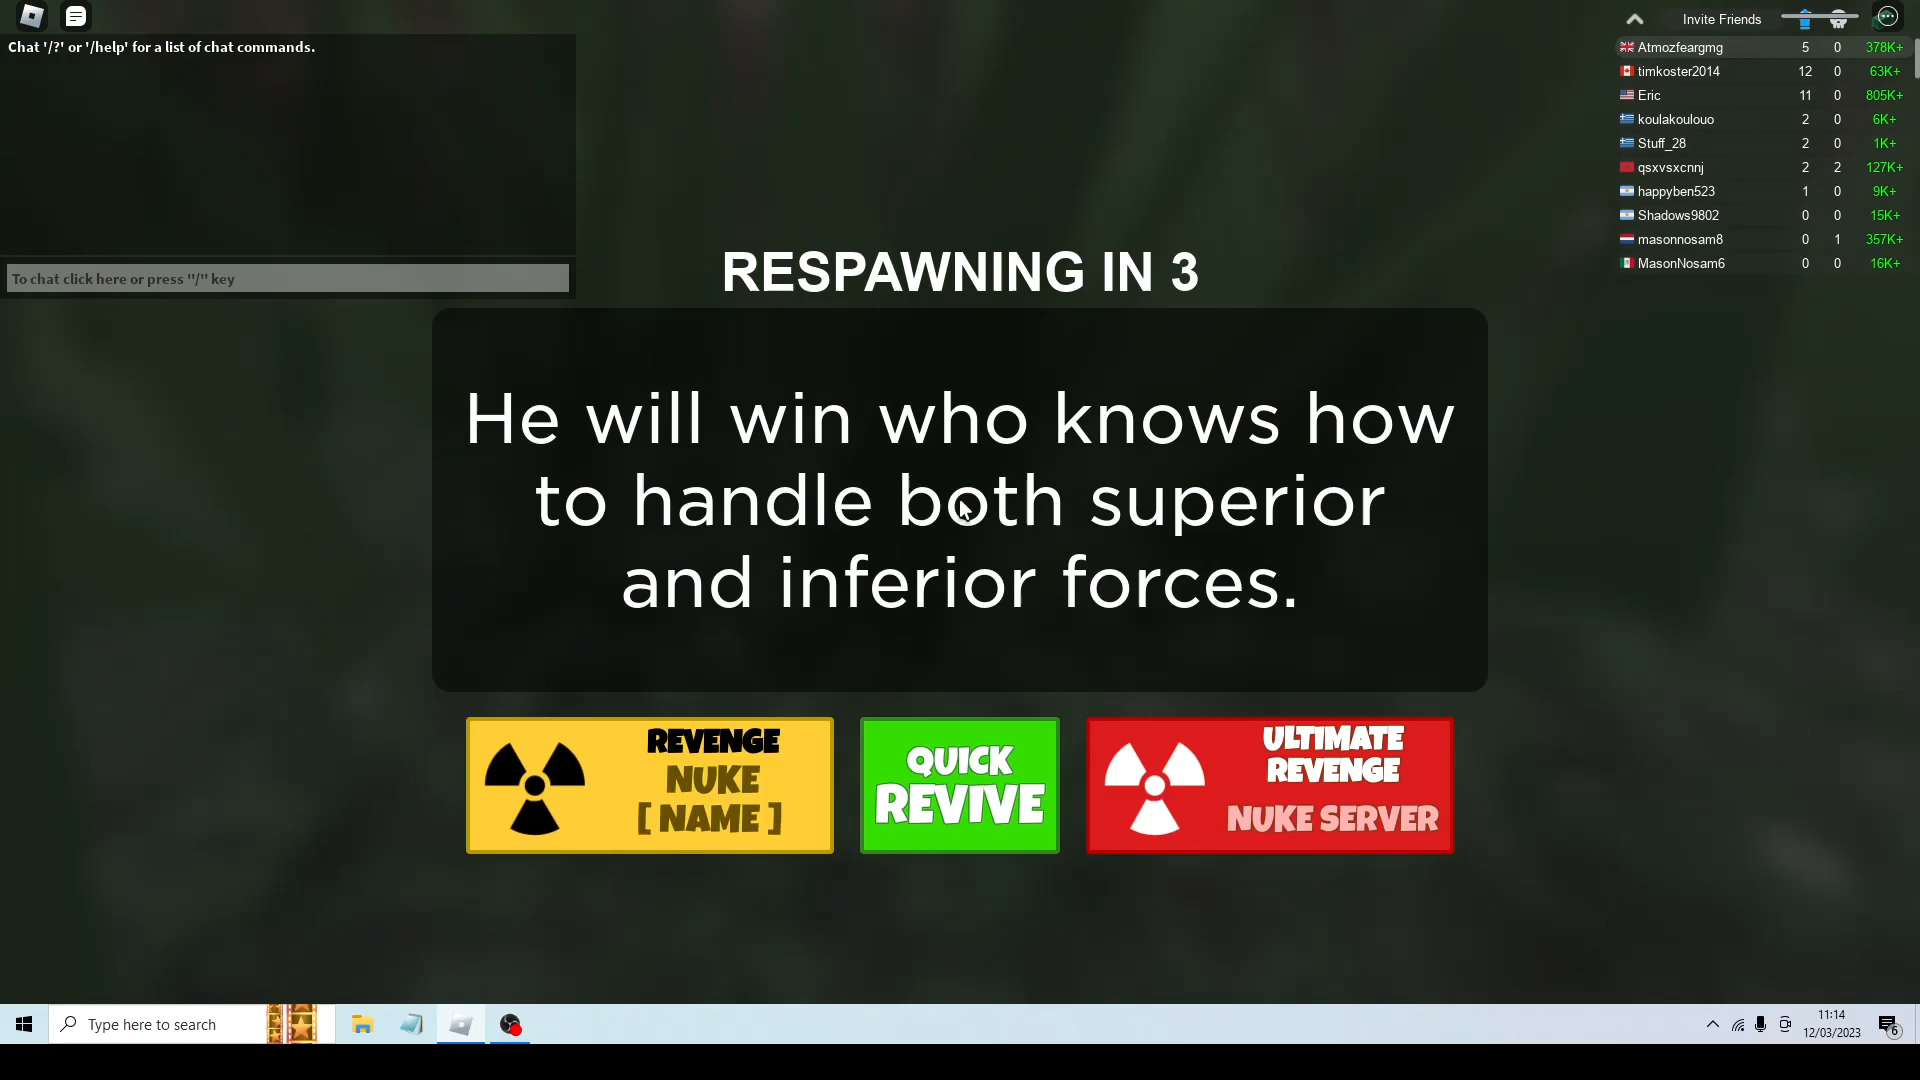 Chat '/?' or '/help' for a list of chat commands.
To chat click here or press "/" key
Invite Friends
Atmozfeargmg 5 0 378K+
timkoster2014 12 0 63K+
Eric 11 0 805K+
koulakoulouo 2 0 6K+
Stuff_28 2 0 1K+
qsxvsxcnnj 2 2 127K+
happyben523 1 0 9K+
Shadows9802 0 0 15K+
masonnosam8 0 1 357K+
MasonNosam6 0 0 16K+
RESPAWNING IN 3
He will win who knows how
to handle both superior
and inferior forces.
REVENGE
NUKE
[ NAME ]
QUICK
REVIVE
ULTIMATE
REVENGE
NUKE SERVER
Type here to search
11:14
12/03/2023
6